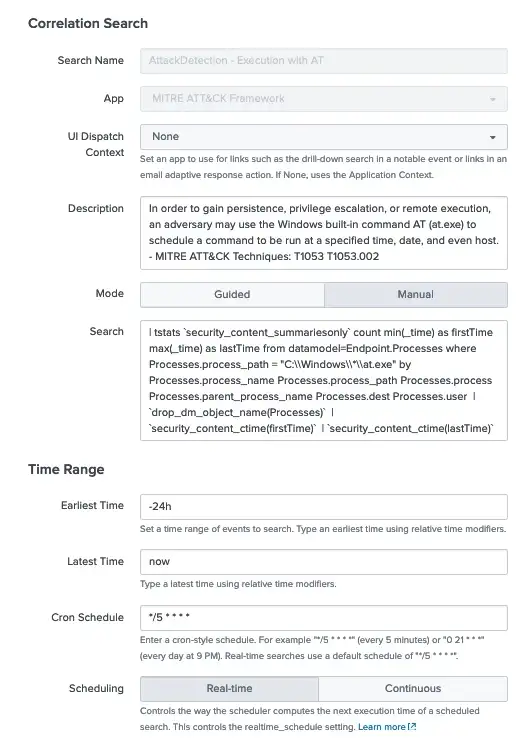 Correlation Search
Search Name
AttackDetection - Execution with AT
App
MITRE ATT&CK Framework
UI Dispatch
Context
None
Set an app to use for links such as the drill-down search in a notable event or links in an
email adaptive response action. If None, uses the Application Context.
Description
In order to gain persistence, privilege escalation, or remote execution,
an adversary may use the Windows built-in command AT (at.exe) to
schedule a command to be run at a specified time, date, and even host.
- MITRE ATT&CK Techniques: T1053 T1053.002
Mode
Guided
Manual
Search
| tstats `security_content_summariesonly` count min(_time) as firstTime
max(_time) as lastTime from datamodel=Endpoint.Processes where
Processes.process_path = "C:\\Windows\\*\\at.exe" by
Processes.process_name Processes.process_path Processes.process
Processes.parent_process_name Processes.dest Processes.user |
`drop_dm_object_name(Processes)` |
`security_content_ctime(firstTime)` | `security_content_ctime(lastTime)`
Time Range
Earliest Time
-24h
Set a time range of events to search. Type an earliest time using relative time modifiers.
Latest Time
now
Type a latest time using relative time modifiers.
Cron Schedule
*/5 * * * *
Enter a cron-style schedule. For example "*/5 * * * *" (every 5 minutes) or "0 21 * * *"
(every day at 9 PM). Real-time searches use a default schedule of "*/5 * * * *".
Scheduling
Real-time
Continuous
Controls the way the scheduler computes the next execution time of a scheduled
search. This controls the realtime_schedule setting. Learn more